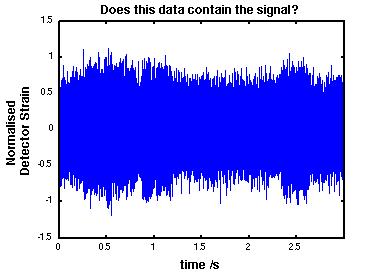 Does this data contain the signal?
Normalised
Detector Strain
1.5
1
0.5
0
-0.5
-1
-1.5
0 0.5 1 1.5 2 2.5
time /s